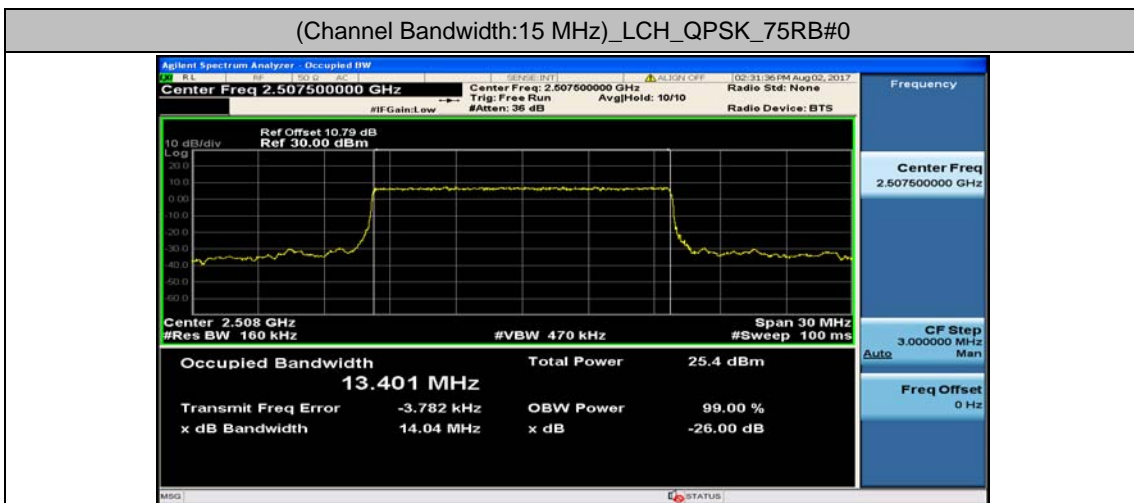 (Channel Bandwidth:15 MHz)_LCH_QPSK_75RB#0
Agilent Spectrum Analyzer - Occupied BW
RL RF 50 Ω AC SENSE:INT ALIGN OFF 02:31:36 PM Aug 02, 2017
Center Freq 2.507500000 GHz
Center Freq: 2.507500000 GHz
Radio Std: None
Trig: Free Run Avg|Hold: 10/10
#IFGain:Low #Atten: 36 dB Radio Device: BTS
Ref Offset 10.79 dB
10 dB/div Ref 30.00 dBm
Log
20.0
10.0
0.00
-10.0
-20.0
-30.0
-40.0
-50.0
-60.0
Center 2.508 GHz Span 30 MHz
#Res BW 160 kHz #VBW 470 kHz #Sweep 100 ms
Occupied Bandwidth Total Power 25.4 dBm
13.401 MHz
Transmit Freq Error -3.782 kHz OBW Power 99.00 %
x dB Bandwidth 14.04 MHz x dB -26.00 dB
MSG STATUS
Frequency
Center Freq
2.507500000 GHz
CF Step
3.000000 MHz
Auto Man
Freq Offset
0 Hz